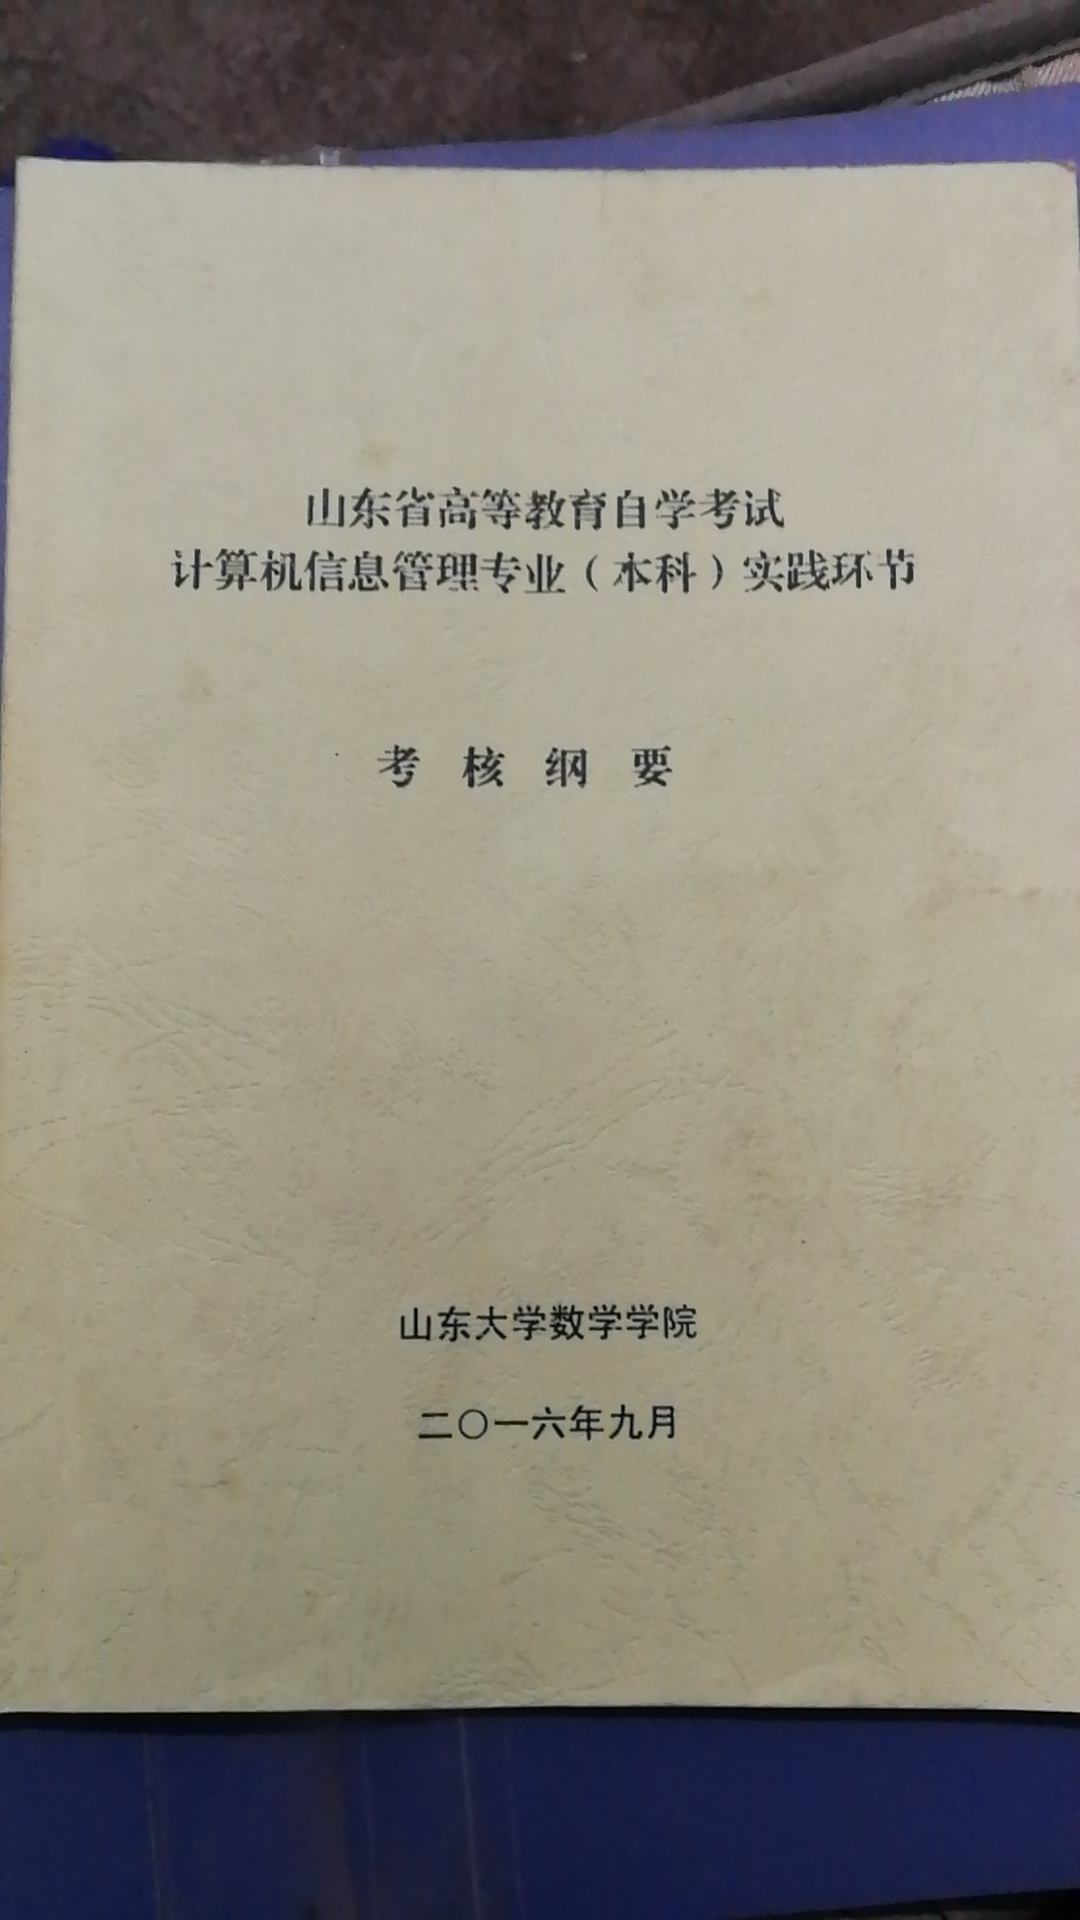 山东省高等教育自学考试
计算机信息管理专业（本科）实践环节
考核纲要
山东大学数学学院
二〇一六年九月